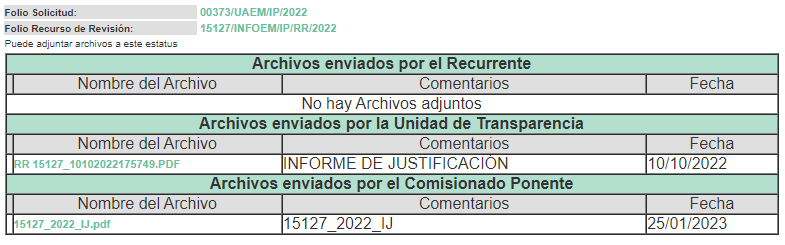 Folio Solicitud: 00373/UAEM/IP/2022
Folio Recurso de Revisión: 15127/INFOEM/IP/RR/2022
Puede adjuntar archivos a este estatus
Archivos enviados por el Recurrente
Nombre del Archivo Comentarios Fecha
No hay Archivos adjuntos
Archivos enviados por la Unidad de Transparencia
Nombre del Archivo Comentarios Fecha
RR 15127_10102022175749.PDF INFORME DE JUSTIFICACIÓN 10/10/2022
Archivos enviados por el Comisionado Ponente
Nombre del Archivo Comentarios Fecha
15127_2022_IJ.pdf 15127_2022_IJ 25/01/2023